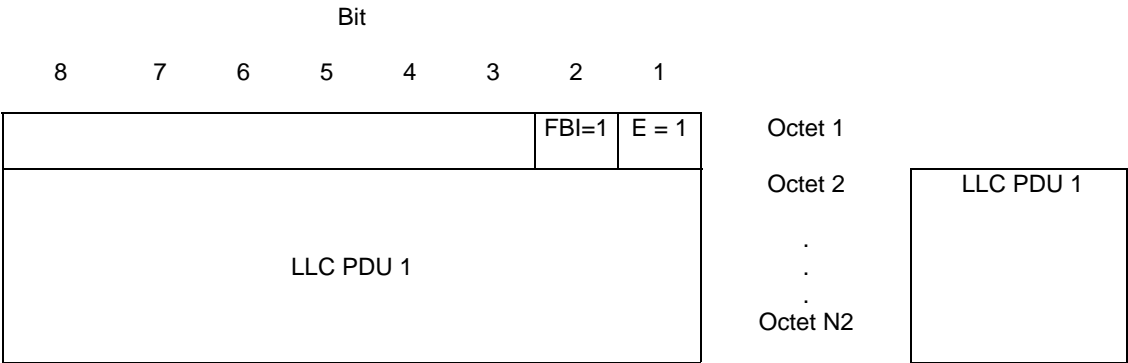 Bit
8 7 6 5 4 3 2 1
FBI=1 E = 1 Octet 1
Octet 2 LLC PDU 1
.
LLC PDU 1 .
.
Octet N2